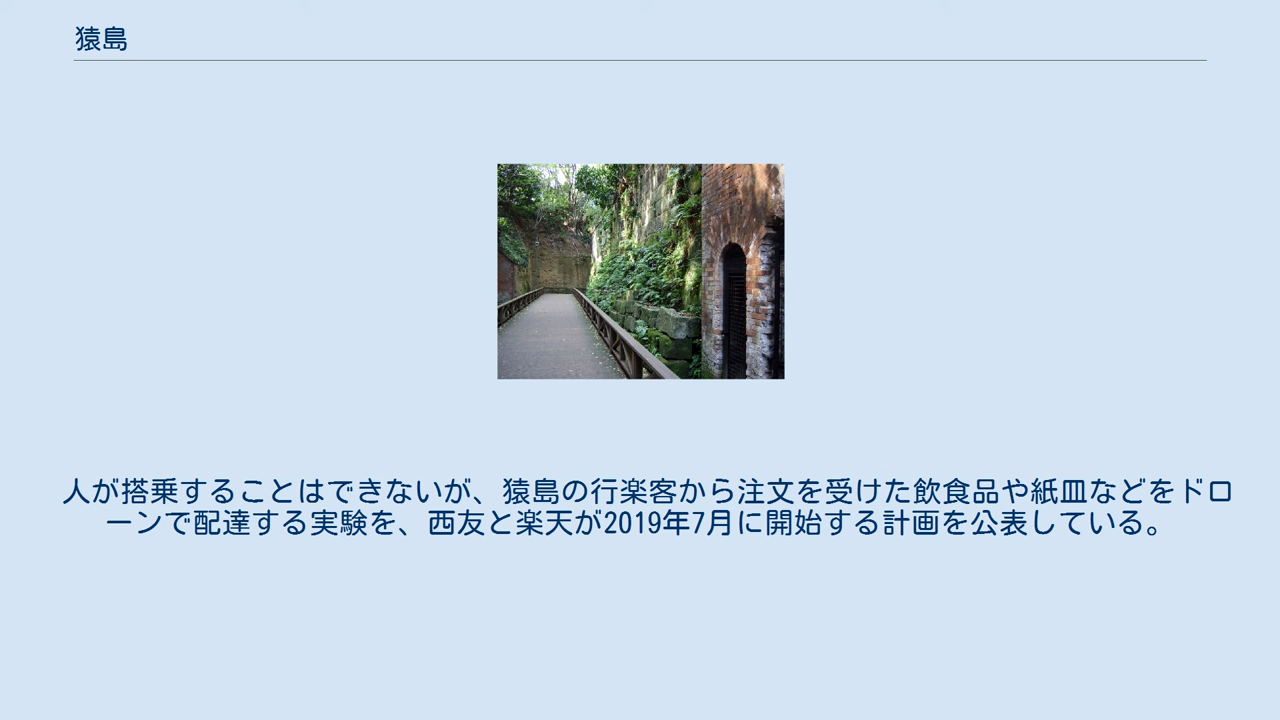 猿島
人が搭乗することはできないが、猿島の行楽客から注文を受けた飲食品や紙皿などをドロ
ーンで配達する実験を、西友と楽天が2019年7月に開始する計画を公表している。